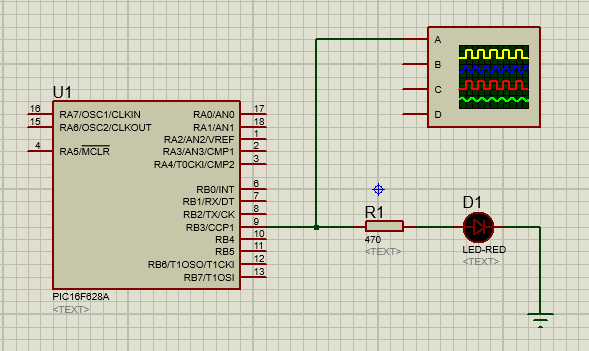 U1
16 RA7/OSC1/CLKIN RA0/AN0 17
15 RA6/OSC2/CLKOUT RA1/AN1 18
RA2/AN2/VREF 1
4 RA5/MCLR RA3/AN3/CMP1 2
RA4/T0CKI/CMP2 3
RB0/INT 6
RB1/RX/DT 7
RB2/TX/CK 8
RB3/CCP1 9
RB4 10
RB5 11
RB6/T1OSO/T1CKI 12
RB7/T1OSI 13
PIC16F628A
<TEXT>
A
B
C
D
R1
470
<TEXT>
D1
LED-RED
<TEXT>